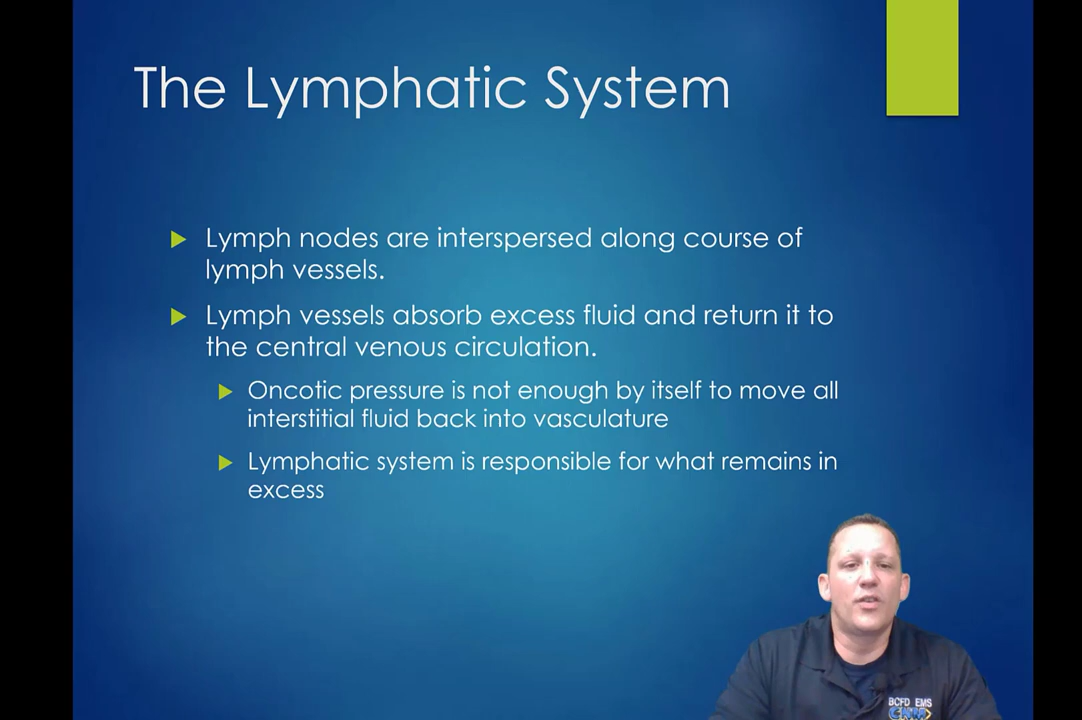 The Lymphatic System
Lymph nodes are interspersed along course of
lymph vessels.
Lymph vessels absorb excess fluid and return it to
the central venous circulation.
Oncotic pressure is not enough by itself to move all
interstitial fluid back into vasculature
Lymphatic system is responsible for what remains in
excess
BCFD EMS